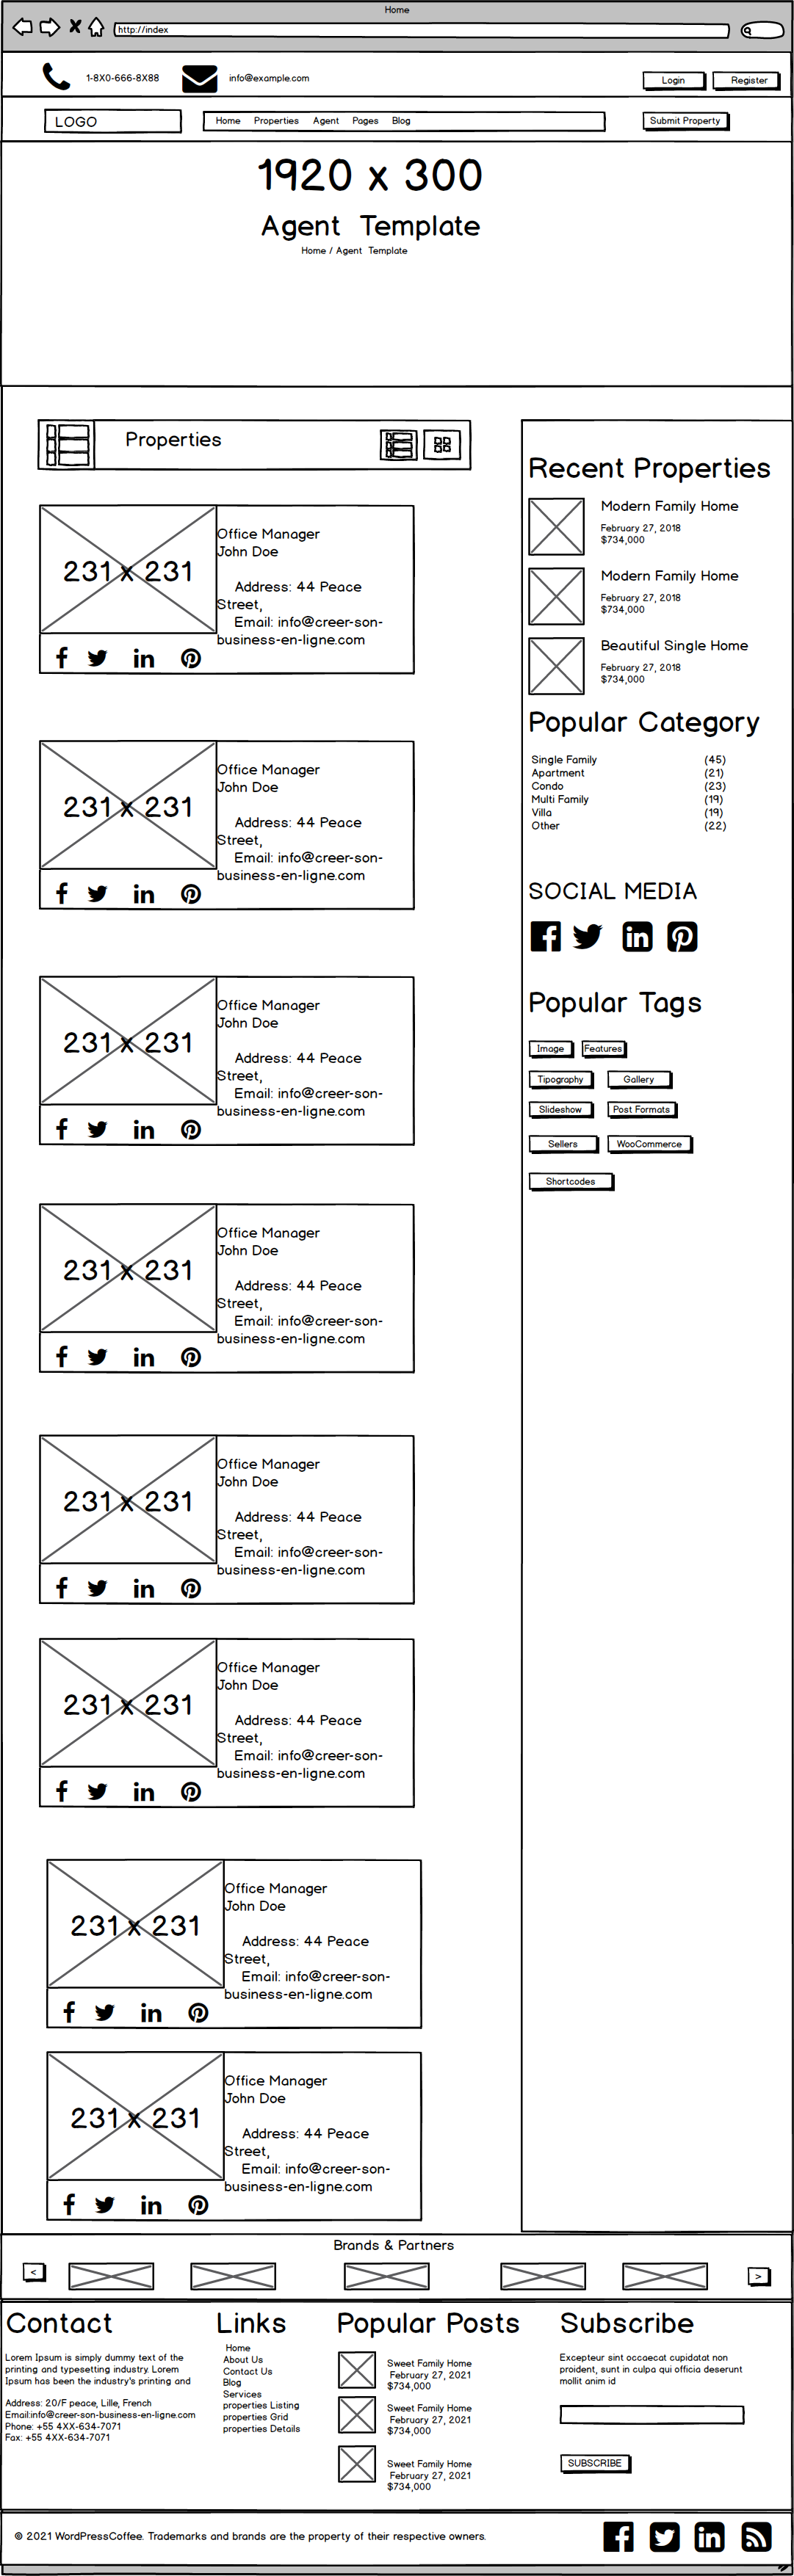 Home
http://index
1-8X0-666-8X88
info@example.com
Login
Register
LOGO
Home
Properties
Agent
Pages
Blog
Submit Property
1920 x 300
Agent Template
Home / Agent Template
Properties
231 x 231
Office Manager
John Doe
Address: 44 Peace
Street,
Email: info@creer-son-
business-en-ligne.com
231 x 231
Office Manager
John Doe
Address: 44 Peace
Street,
Email: info@creer-son-
business-en-ligne.com
231 x 231
Office Manager
John Doe
Address: 44 Peace
Street,
Email: info@creer-son-
business-en-ligne.com
231 x 231
Office Manager
John Doe
Address: 44 Peace
Street,
Email: info@creer-son-
business-en-ligne.com
231 x 231
Office Manager
John Doe
Address: 44 Peace
Street,
Email: info@creer-son-
business-en-ligne.com
231 x 231
Office Manager
John Doe
Address: 44 Peace
Street,
Email: info@creer-son-
business-en-ligne.com
231 x 231
Office Manager
John Doe
Address: 44 Peace
Street,
Email: info@creer-son-
business-en-ligne.com
231 x 231
Office Manager
John Doe
Address: 44 Peace
Street,
Email: info@creer-son-
business-en-ligne.com
Recent Properties
Modern Family Home
February 27, 2018
$734,000
Modern Family Home
February 27, 2018
$734,000
Beautiful Single Home
February 27, 2018
$734,000
Popular Category
Single Family (45)
Apartment (21)
Condo (23)
Multi Family (19)
Villa (19)
Other (22)
SOCIAL MEDIA
Popular Tags
Image
Features
Tipography
Gallery
Slideshow
Post Formats
Sellers
WooCommerce
Shortcodes
Brands & Partners
<
>
Contact
Lorem Ipsum is simply dummy text of the
printing and typesetting industry. Lorem
Ipsum has been the industry's printing and
Address: 20/F peace, Lille, French
Email:info@creer-son-business-en-ligne.com
Phone: +55 4XX-634-7071
Fax: +55 4XX-634-7071
Links
Home
About Us
Contact Us
Blog
Services
properties Listing
properties Grid
properties Details
Popular Posts
Sweet Family Home
February 27, 2021
$734,000
Sweet Family Home
February 27, 2021
$734,000
Sweet Family Home
February 27, 2021
$734,000
Subscribe
Excepteur sint occaecat cupidatat non
proident, sunt in culpa qui officia deserunt
mollit anim id
SUBSCRIBE
© 2021 WordPressCoffee. Trademarks and brands are the property of their respective owners.